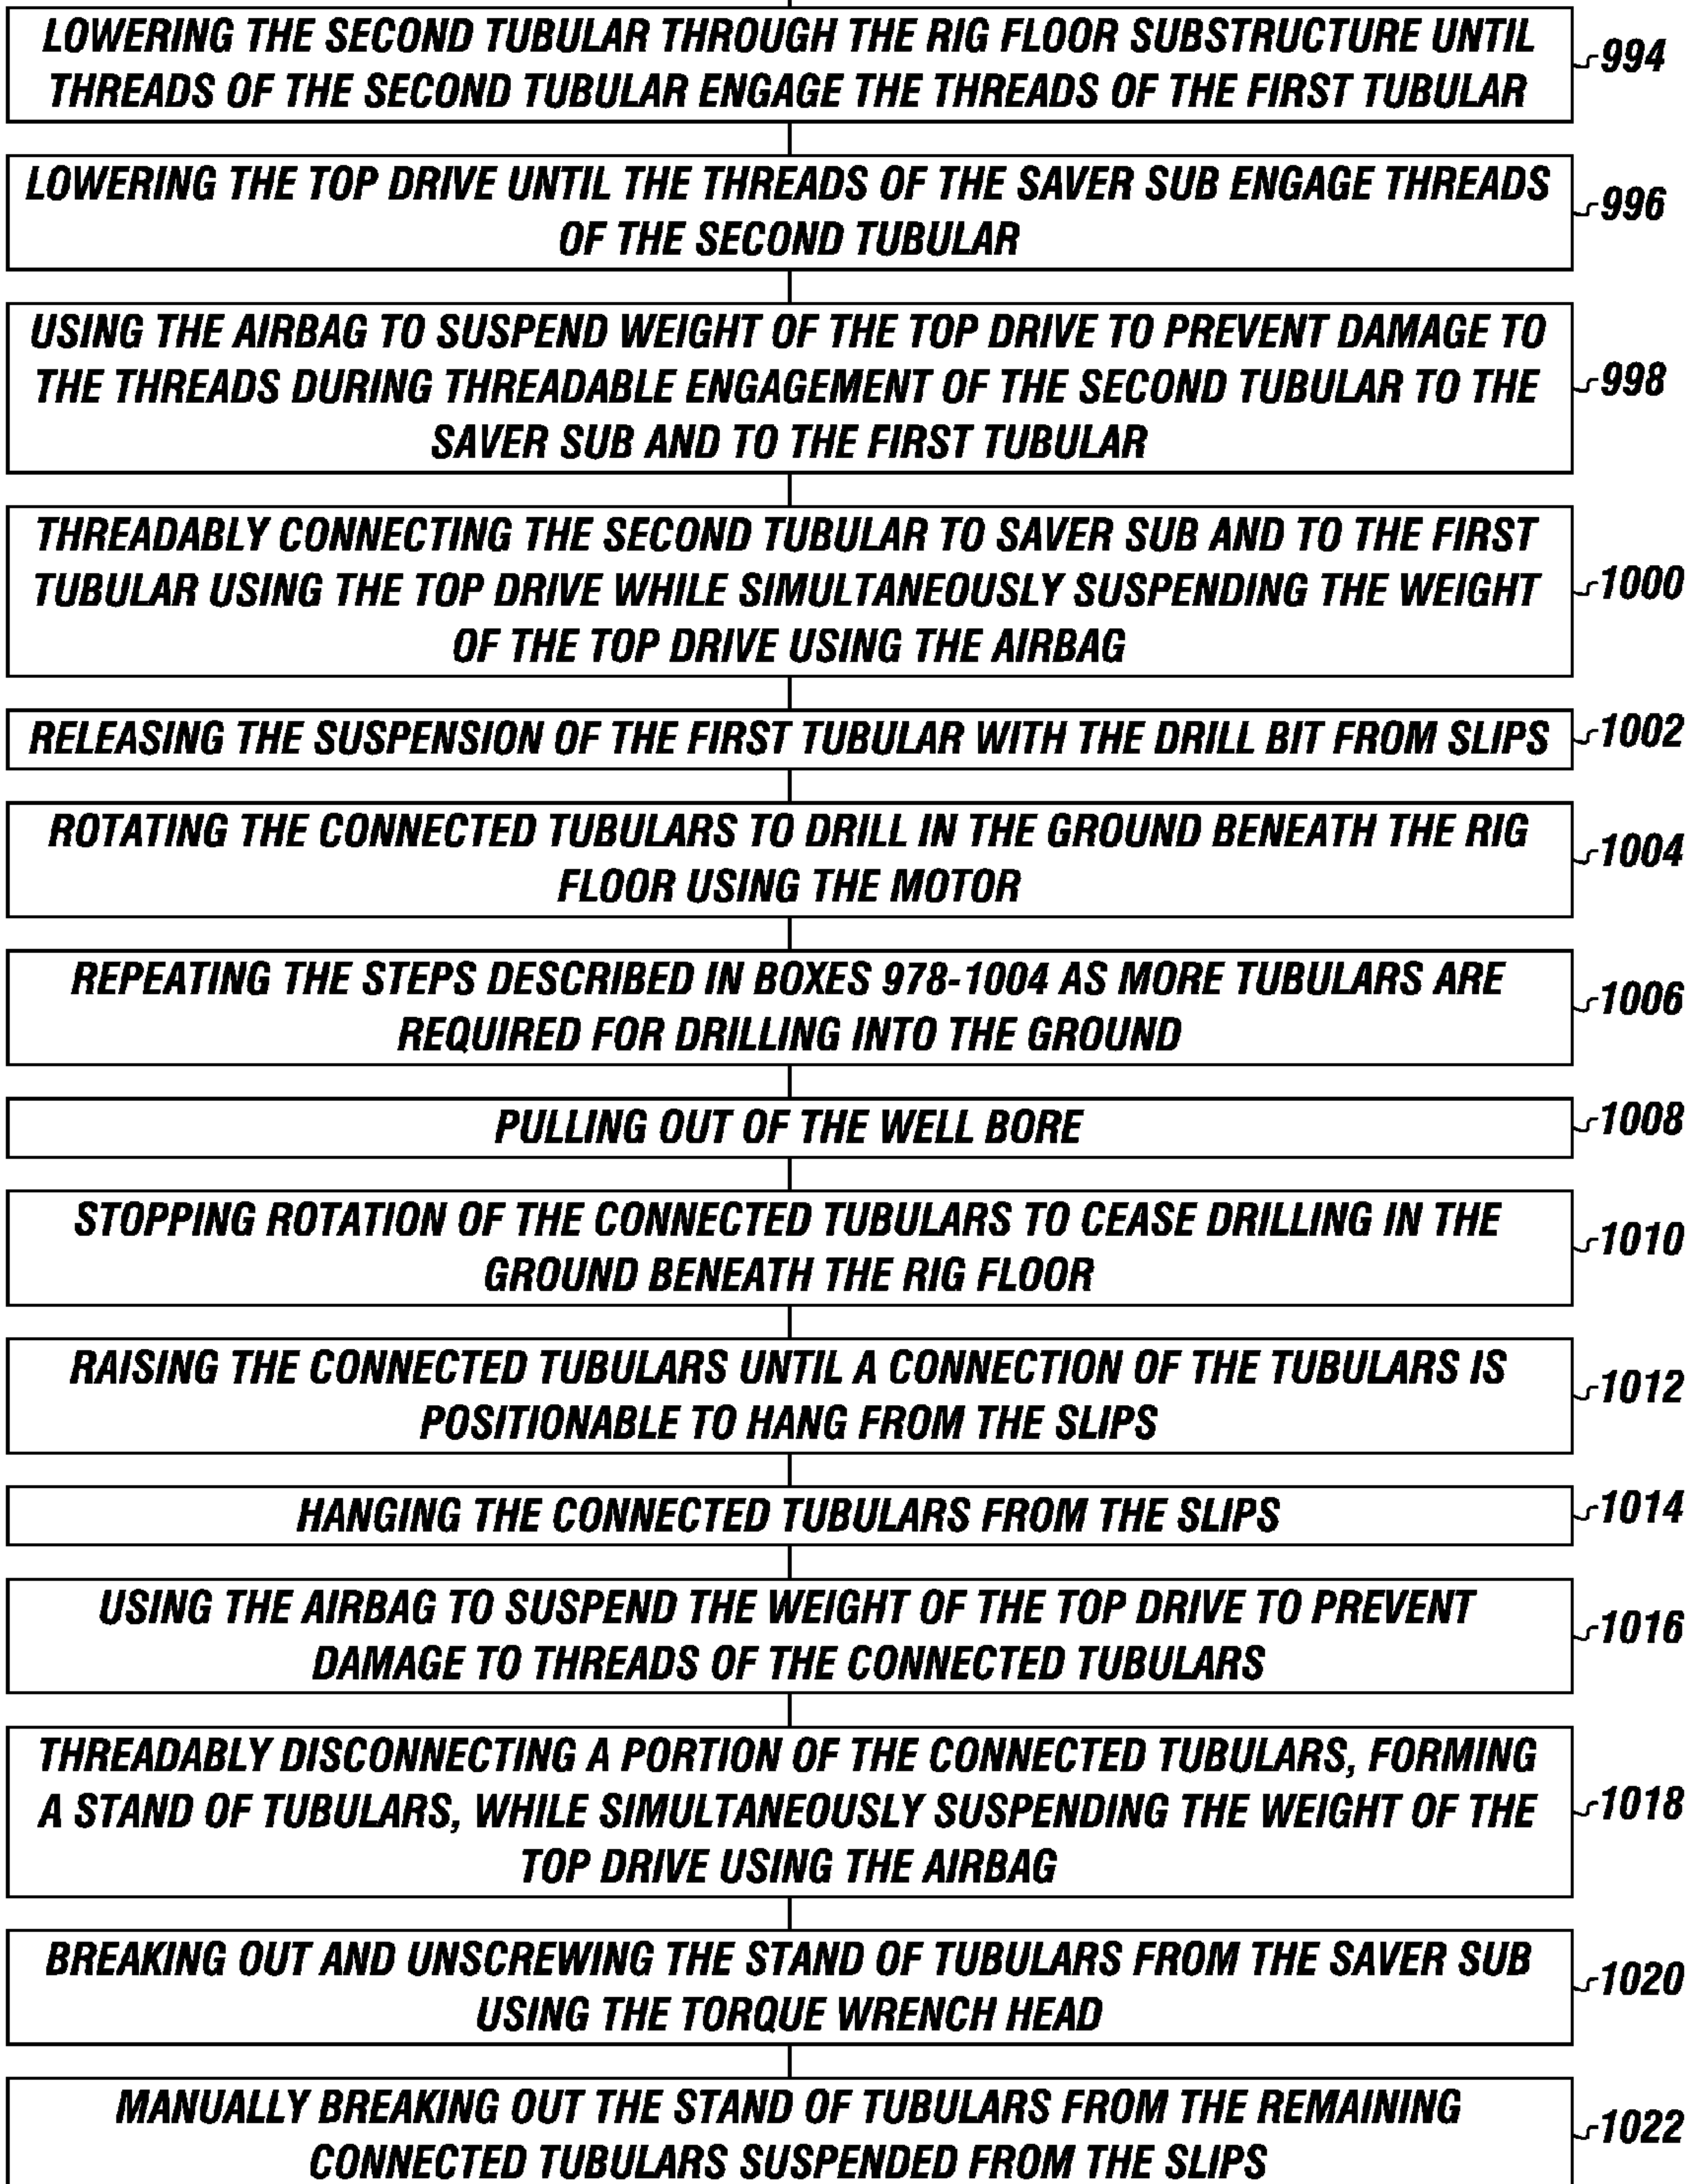 LOWERING THE SECOND TUBULAR THROUGH THE RIG FLOOR SUBSTRUCTURE UNTIL
THREADS OF THE SECOND TUBULAR ENGAGE THE THREADS OF THE FIRST TUBULAR
994
LOWERING THE TOP DRIVE UNTIL THE THREADS OF THE SAVER SUB ENGAGE THREADS
OF THE SECOND TUBULAR
996
USING THE AIRBAG TO SUSPEND WEIGHT OF THE TOP DRIVE TO PREVENT DAMAGE TO
THE THREADS DURING THREADABLE ENGAGEMENT OF THE SECOND TUBULAR TO THE
SAVER SUB AND TO THE FIRST TUBULAR
998
THREADABLY CONNECTING THE SECOND TUBULAR TO SAVER SUB AND TO THE FIRST
TUBULAR USING THE TOP DRIVE WHILE SIMULTANEOUSLY SUSPENDING THE WEIGHT
OF THE TOP DRIVE USING THE AIRBAG
1000
RELEASING THE SUSPENSION OF THE FIRST TUBULAR WITH THE DRILL BIT FROM SLIPS
1002
ROTATING THE CONNECTED TUBULARS TO DRILL IN THE GROUND BENEATH THE RIG
FLOOR USING THE MOTOR
1004
REPEATING THE STEPS DESCRIBED IN BOXES 978-1004 AS MORE TUBULARS ARE
REQUIRED FOR DRILLING INTO THE GROUND
1006
PULLING OUT OF THE WELL BORE
1008
STOPPING ROTATION OF THE CONNECTED TUBULARS TO CEASE DRILLING IN THE
GROUND BENEATH THE RIG FLOOR
1010
RAISING THE CONNECTED TUBULARS UNTIL A CONNECTION OF THE TUBULARS IS
POSITIONABLE TO HANG FROM THE SLIPS
1012
HANGING THE CONNECTED TUBULARS FROM THE SLIPS
1014
USING THE AIRBAG TO SUSPEND THE WEIGHT OF THE TOP DRIVE TO PREVENT
DAMAGE TO THREADS OF THE CONNECTED TUBULARS
1016
THREADABLY DISCONNECTING A PORTION OF THE CONNECTED TUBULARS, FORMING
A STAND OF TUBULARS, WHILE SIMULTANEOUSLY SUSPENDING THE WEIGHT OF THE
TOP DRIVE USING THE AIRBAG
1018
BREAKING OUT AND UNSCREWING THE STAND OF TUBULARS FROM THE SAVER SUB
USING THE TORQUE WRENCH HEAD
1020
MANUALLY BREAKING OUT THE STAND OF TUBULARS FROM THE REMAINING
CONNECTED TUBULARS SUSPENDED FROM THE SLIPS
1022